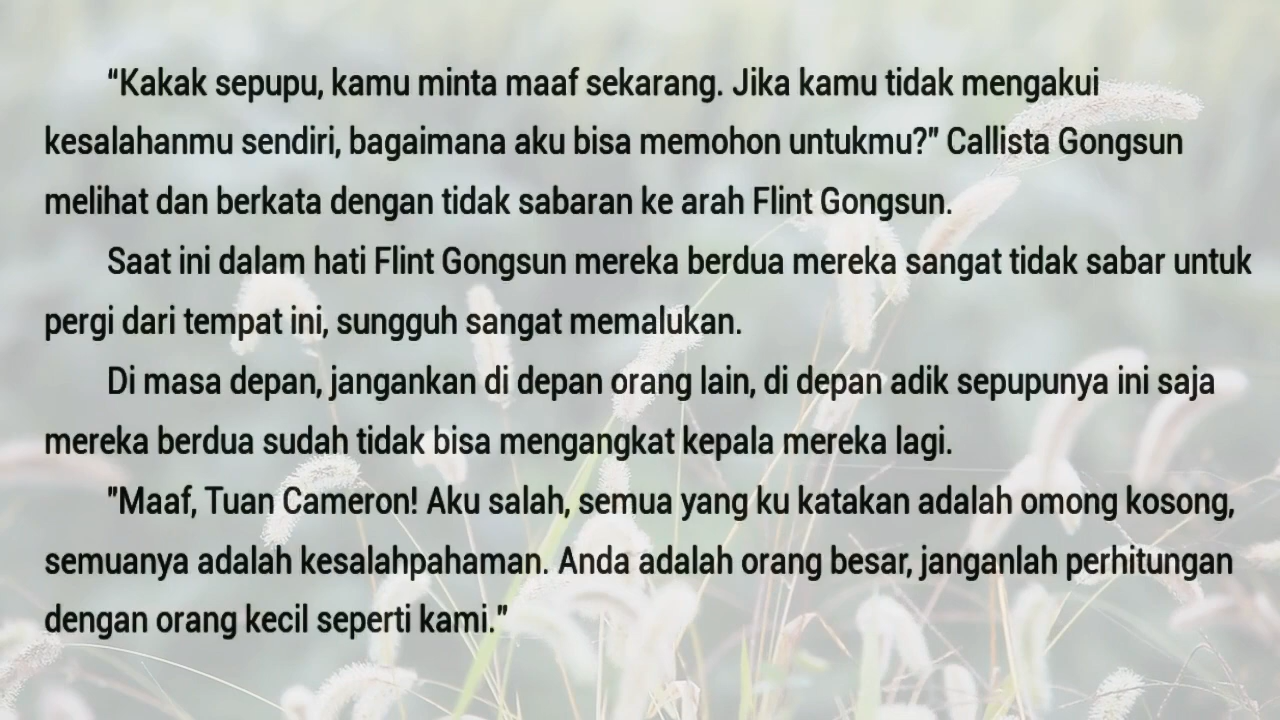 “Kakak sepupu, kamu minta maaf sekarang. Jika kamu tidak mengakui
kesalahanmu sendiri, bagaimana aku bisa memohon untukmu?" Callista Gongsun
melihat dan berkata dengan tidak sabaran ke arah Flint Gongsun.
Saat ini dalam hati Flint Gongsun mereka berdua mereka sangat tidak sabar untuk
pergi dari tempat ini, sungguh sangat memalukan.
Di masa depan, jangankan di depan orang lain, di depan adik sepupunya ini saja
mereka berdua sudah tidak bisa mengangkat kepala mereka lagi.
"Maaf, Tuan Cameron! Aku salah, semua yang ku katakan adalah omong kosong,
semuanya adalah kesalahpahaman. Anda adalah orang besar, janganlah perhitungan
dengan orang kecil seperti kami."